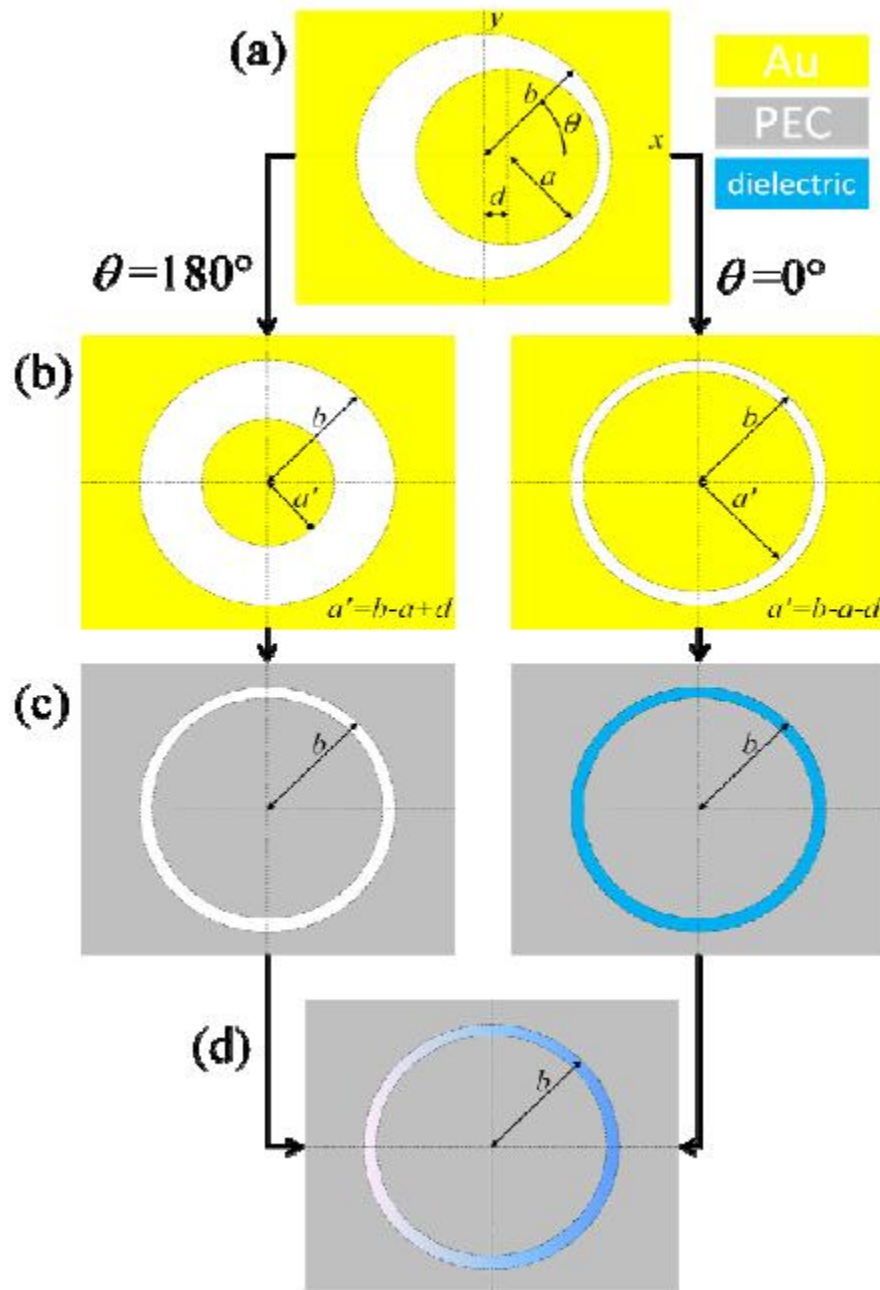 (a)
y
b
θ
x
a
d
Au
PEC
dielectric
θ=180°
θ=0°
(b)
b
a'
a'=b-a+d
b
a'
a'=b-a-d
(c)
b
b
(d)
b